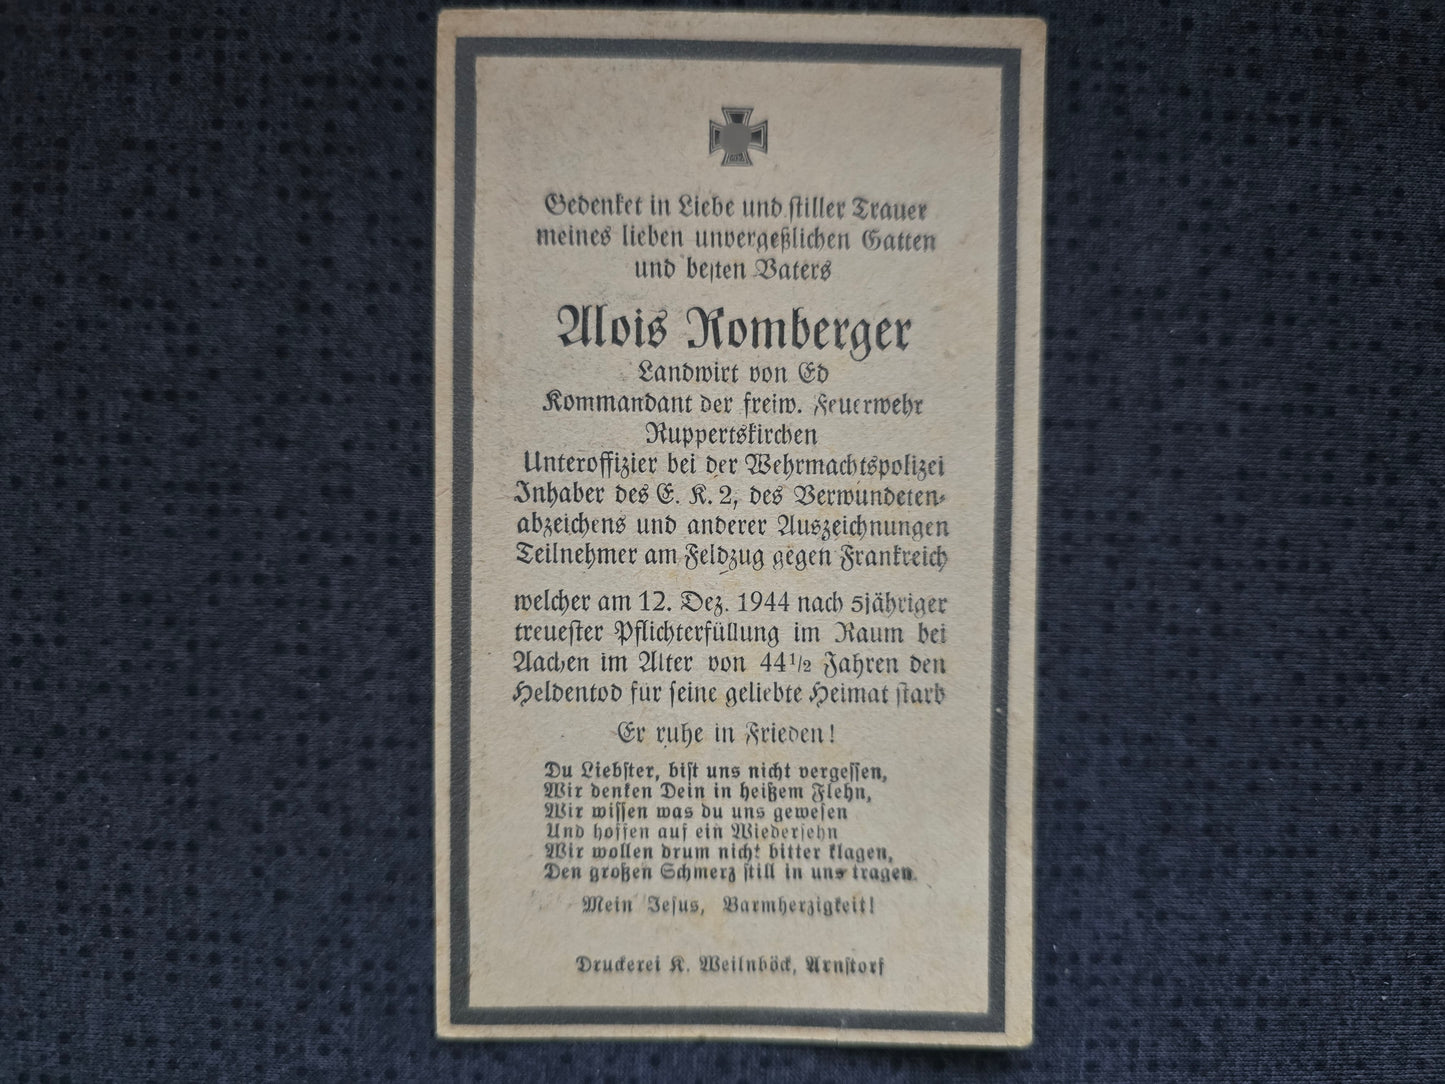 Gedenket in Liebe und stiller Trauer
meines lieben unvergeßlichen Gatten
und besten Vaters
Alois Romberger
Landwirt von Ed
Kommandant der freiw. Feuerwehr
Ruppertskirchen
Unteroffizier bei der Wehrmachtspolizei
Inhaber des E. K. 2, des Verwundeten-
abzeichens und anderer Auszeichnungen
Teilnehmer am Feldzug gegen Frankreich
welcher am 12. Dez. 1944 nach 5jähriger
treuester Pflichterfüllung im Raum bei
Aachen im Alter von 44½ Jahren den
Heldentod für seine geliebte Heimat starb
Er ruhe in Frieden!
Du Liebster, bist uns nicht vergessen,
Wir denken Dein in heißem Flehn,
Wir wissen was du uns gewesen
Und hoffen auf ein Wiedersehn
Wir wollen drum nicht bitter klagen,
Den großen Schmerz still in uns tragen.
Mein Jesus, Barmherzigkeit!
Druckerei K. Weilnböck, Arnstorf